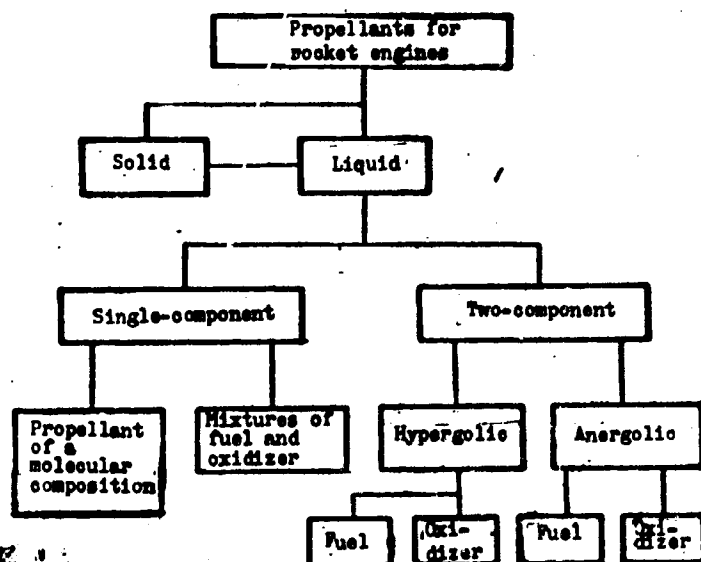 Propellants for
rocket engines
Solid
Liquid
Single-component
Two-component
Propellant
of a
molecular
composition
Mixtures of
fuel and
oxidizer
Hypergolic
Anergolic
Fuel
Oxi-
dizer
Fuel
Oxi-
dizer